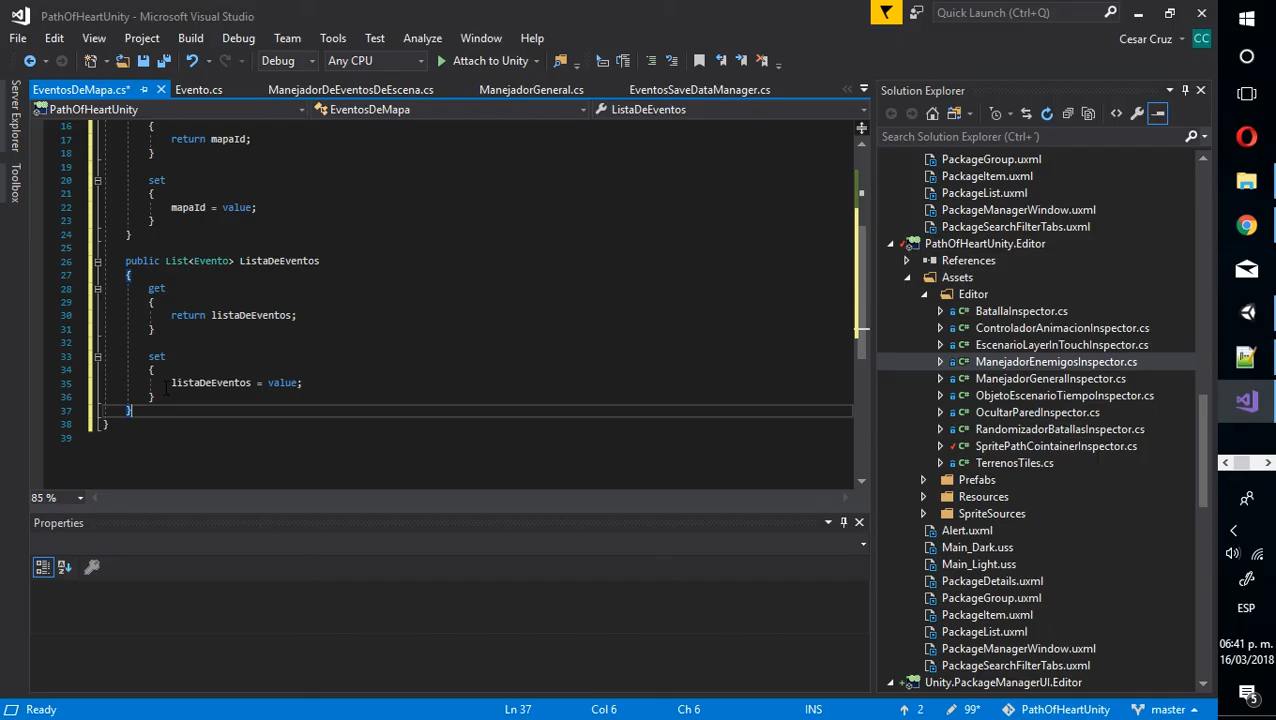 PathOfHeartUnity - Microsoft Visual Studio
Quick Launch (Ctrl+Q)
File Edit View Project Build Debug Team Tools Test Analyze Window Help
Cesar Cruz CC
Debug Any CPU Attach to Unity
EventosDeMapa.cs* Evento.cs ManejadorDeEventosDeEscena.cs ManejadorGeneral.cs EventosSaveDataManager.cs
PathOfHeartUnity EventosDeMapa ListaDeEventos
Server Explorer
Toolbox
16 {
17 return mapaId;
18 }
19
20 set
21 {
22 mapaId = value;
23 }
24 }
25
26 public List<Evento> ListaDeEventos
27 {
28 get
29 {
30 return listaDeEventos;
31 }
32
33 set
34 {
35 listaDeEventos = value;
36 }
37 }
38 }
39
85 %
Properties
Solution Explorer
Search Solution Explorer (Ctrl+´)
PackageGroup.uxml
PackageItem.uxml
PackageList.uxml
PackageManagerWindow.uxml
PackageSearchFilterTabs.uxml
PathOfHeartUnity.Editor
References
Assets
Editor
C# BatallaInspector.cs
C# ControladorAnimacionInspector.cs
C# EscenarioLayerInTouchInspector.cs
C# ManejadorEnemigosInspector.cs
C# ManejadorGeneralInspector.cs
C# ObjetoEscenarioTiempoInspector.cs
C# OcultarParedInspector.cs
C# RandomizadorBatallasInspector.cs
C# SpritePathCointainerInspector.cs
C# TerrenosTiles.cs
Prefabs
Resources
SpriteSources
Alert.uxml
Main_Dark.uss
Main_Light.uss
PackageDetails.uxml
PackageGroup.uxml
PackageItem.uxml
PackageList.uxml
PackageManagerWindow.uxml
PackageSearchFilterTabs.uxml
Unity.PackageManagerUI.Editor
ESP
06:41 p. m.
16/03/2018
5
Ready Ln 37 Col 6 Ch 6 INS 2 99* PathOfHeartUnity master